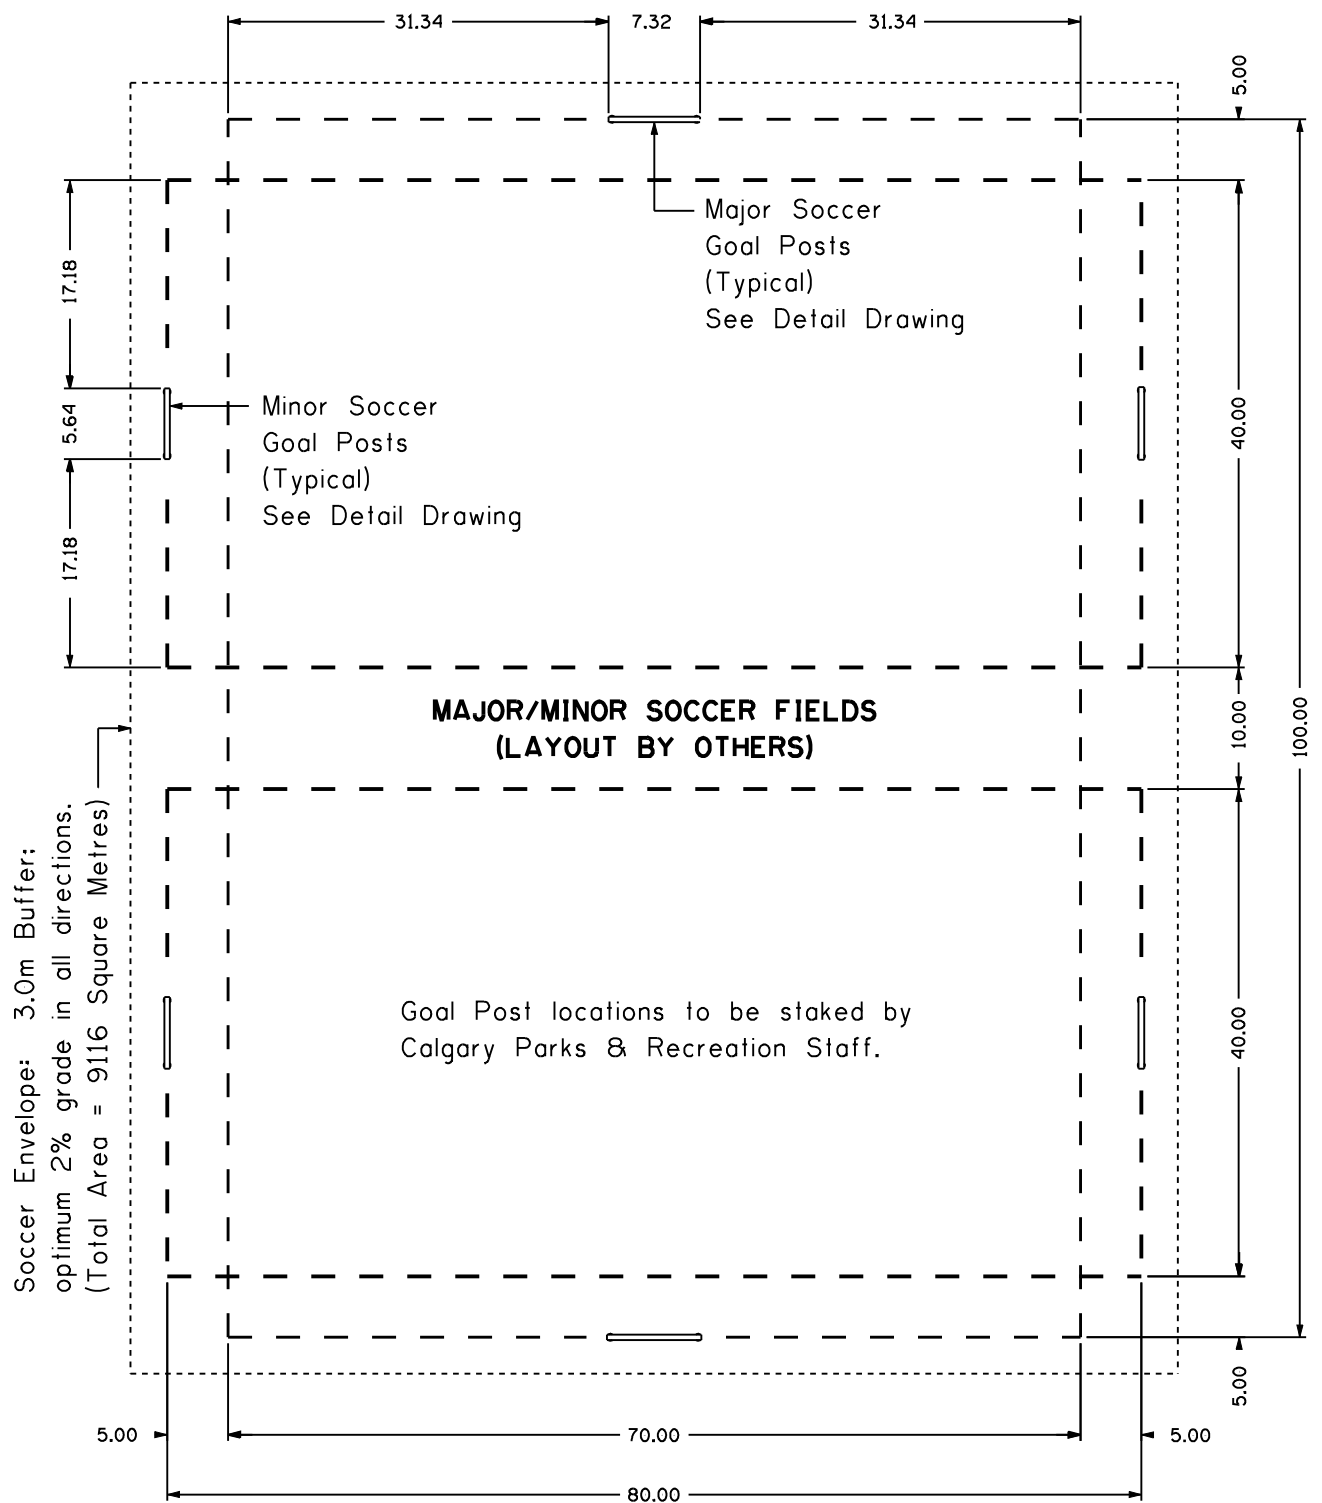 31.34
7.32
31.34
5.00
17.18
5.64
17.18
Major Soccer
Goal Posts
(Typical)
See Detail Drawing
Minor Soccer
Goal Posts
(Typical)
See Detail Drawing
40.00
10.00
100.00
MAJOR/MINOR SOCCER FIELDS
(LAYOUT BY OTHERS)
Soccer Envelope: 3.0m Buffer;
optimum 2% grade in all directions.
(Total Area = 9116 Square Metres)
Goal Post locations to be staked by
Calgary Parks & Recreation Staff.
40.00
5.00
5.00
70.00
5.00
80.00